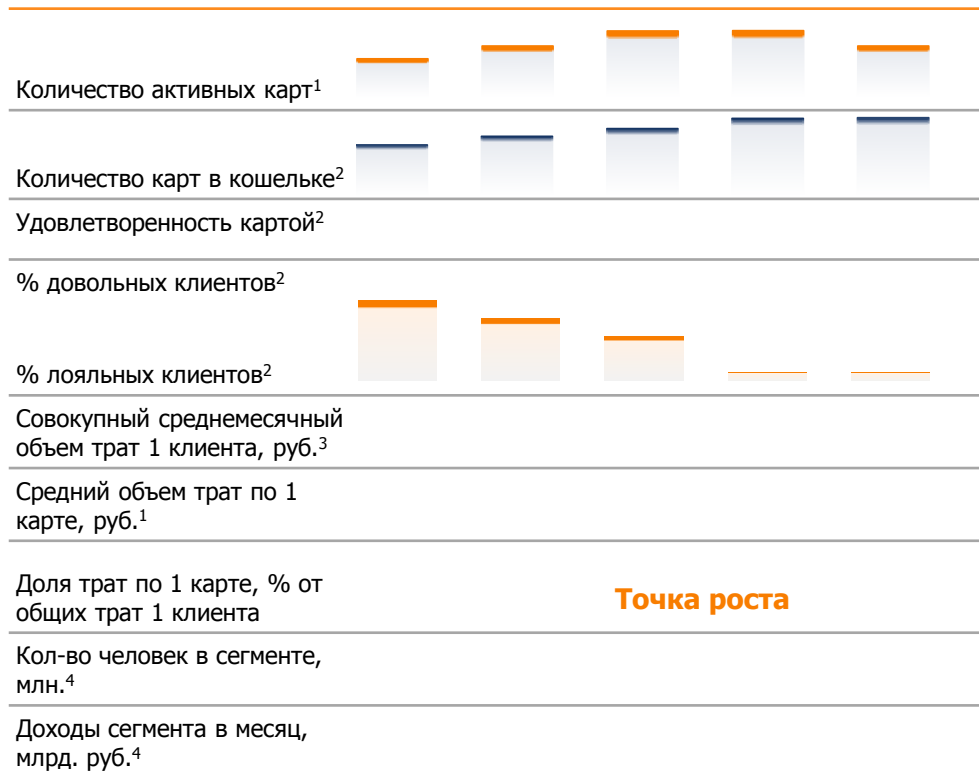 Количество активных карт¹
Количество карт в кошельке²
Удовлетворенность картой²
% довольных клиентов²
% лояльных клиентов²
Совокупный среднемесячный
объем трат 1 клиента, руб.³
Средний объем трат по 1
карте, руб.¹
Доля трат по 1 карте, % от
общих трат 1 клиента
Точка роста
Кол-во человек в сегменте,
млн.⁴
Доходы сегмента в месяц,
млрд. руб.⁴